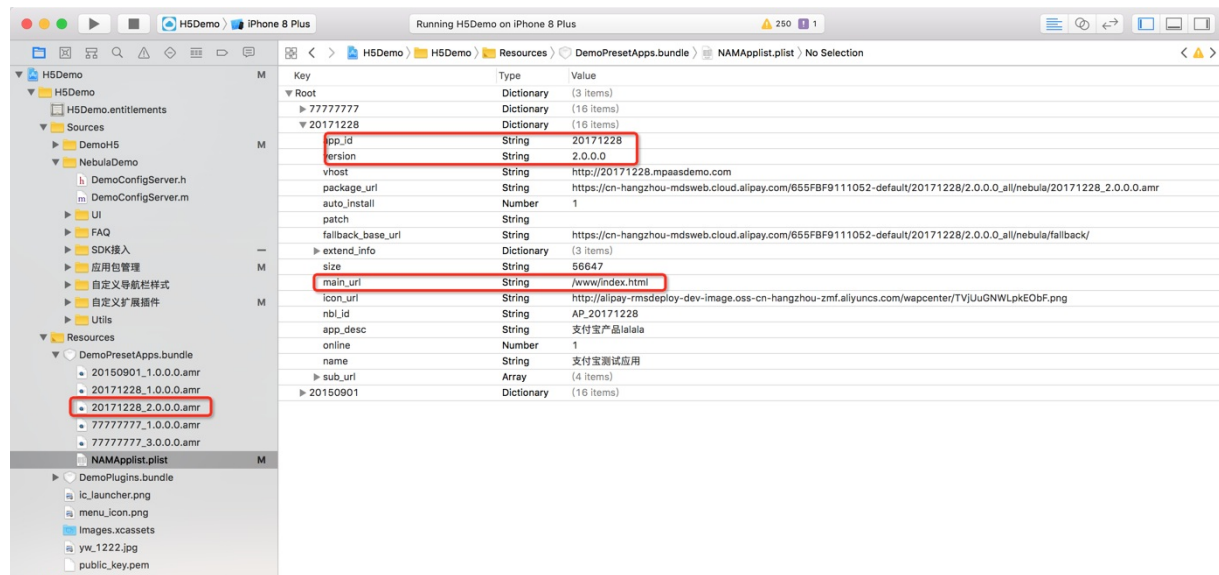 H5Demo 〉 iPhone 8 Plus
Running H5Demo on iPhone 8 Plus
250 1
H5Demo 〉 H5Demo 〉 Resources 〉 DemoPresetApps.bundle 〉 NAMApplist.plist 〉 No Selection
H5Demo M
H5Demo
H5Demo.entitlements
Sources
DemoH5 M
NebulaDemo
h DemoConfigServer.h
m DemoConfigServer.m
UI
FAQ
SDK接入
应用包管理 M
自定义导航栏样式
自定义扩展插件 M
Utils
Resources
DemoPresetApps.bundle
20150901_1.0.0.0.amr
20171228_1.0.0.0.amr
20171228_2.0.0.0.amr
77777777_1.0.0.0.amr
77777777_3.0.0.0.amr
NAMApplist.plist M
DemoPlugins.bundle
ic_launcher.png
menu_icon.png
Images.xcassets
yw_1222.jpg
public_key.pem
Key Type Value
Root Dictionary (3 items)
77777777 Dictionary (16 items)
20171228 Dictionary (16 items)
app_id String 20171228
version String 2.0.0.0
vhost String http://20171228.mpaasdemo.com
package_url String https://cn-hangzhou-mdsweb.cloud.alipay.com/655FBF9111052-default/20171228/2.0.0.0_all/nebula/20171228_2.0.0.0.amr
auto_install Number 1
patch String
fallback_base_url String https://cn-hangzhou-mdsweb.cloud.alipay.com/655FBF9111052-default/20171228/2.0.0.0_all/nebula/fallback/
extend_info Dictionary (3 items)
size String 56647
main_url String /www/index.html
icon_url String http://alipay-rmsdeploy-dev-image.oss-cn-hangzhou-zmf.aliyuncs.com/wapcenter/TVjUuGNWLpkEObF.png
nbl_id String AP_20171228
app_desc String 支付宝产品lalala
online Number 1
name String 支付宝测试应用
sub_url Array (4 items)
20150901 Dictionary (16 items)